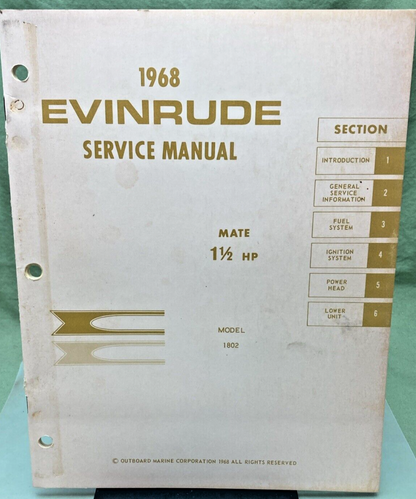 1968
EVINRUDE
SERVICE MANUAL
MATE
1½ HP
MODEL
1802
SECTION
INTRODUCTION 1
GENERAL
SERVICE
INFORMATION 2
FUEL
SYSTEM 3
IGNITION
SYSTEM 4
POWER
HEAD 5
LOWER
UNIT 6
© OUTBOARD MARINE CORPORATION 1968 ALL RIGHTS RESERVED